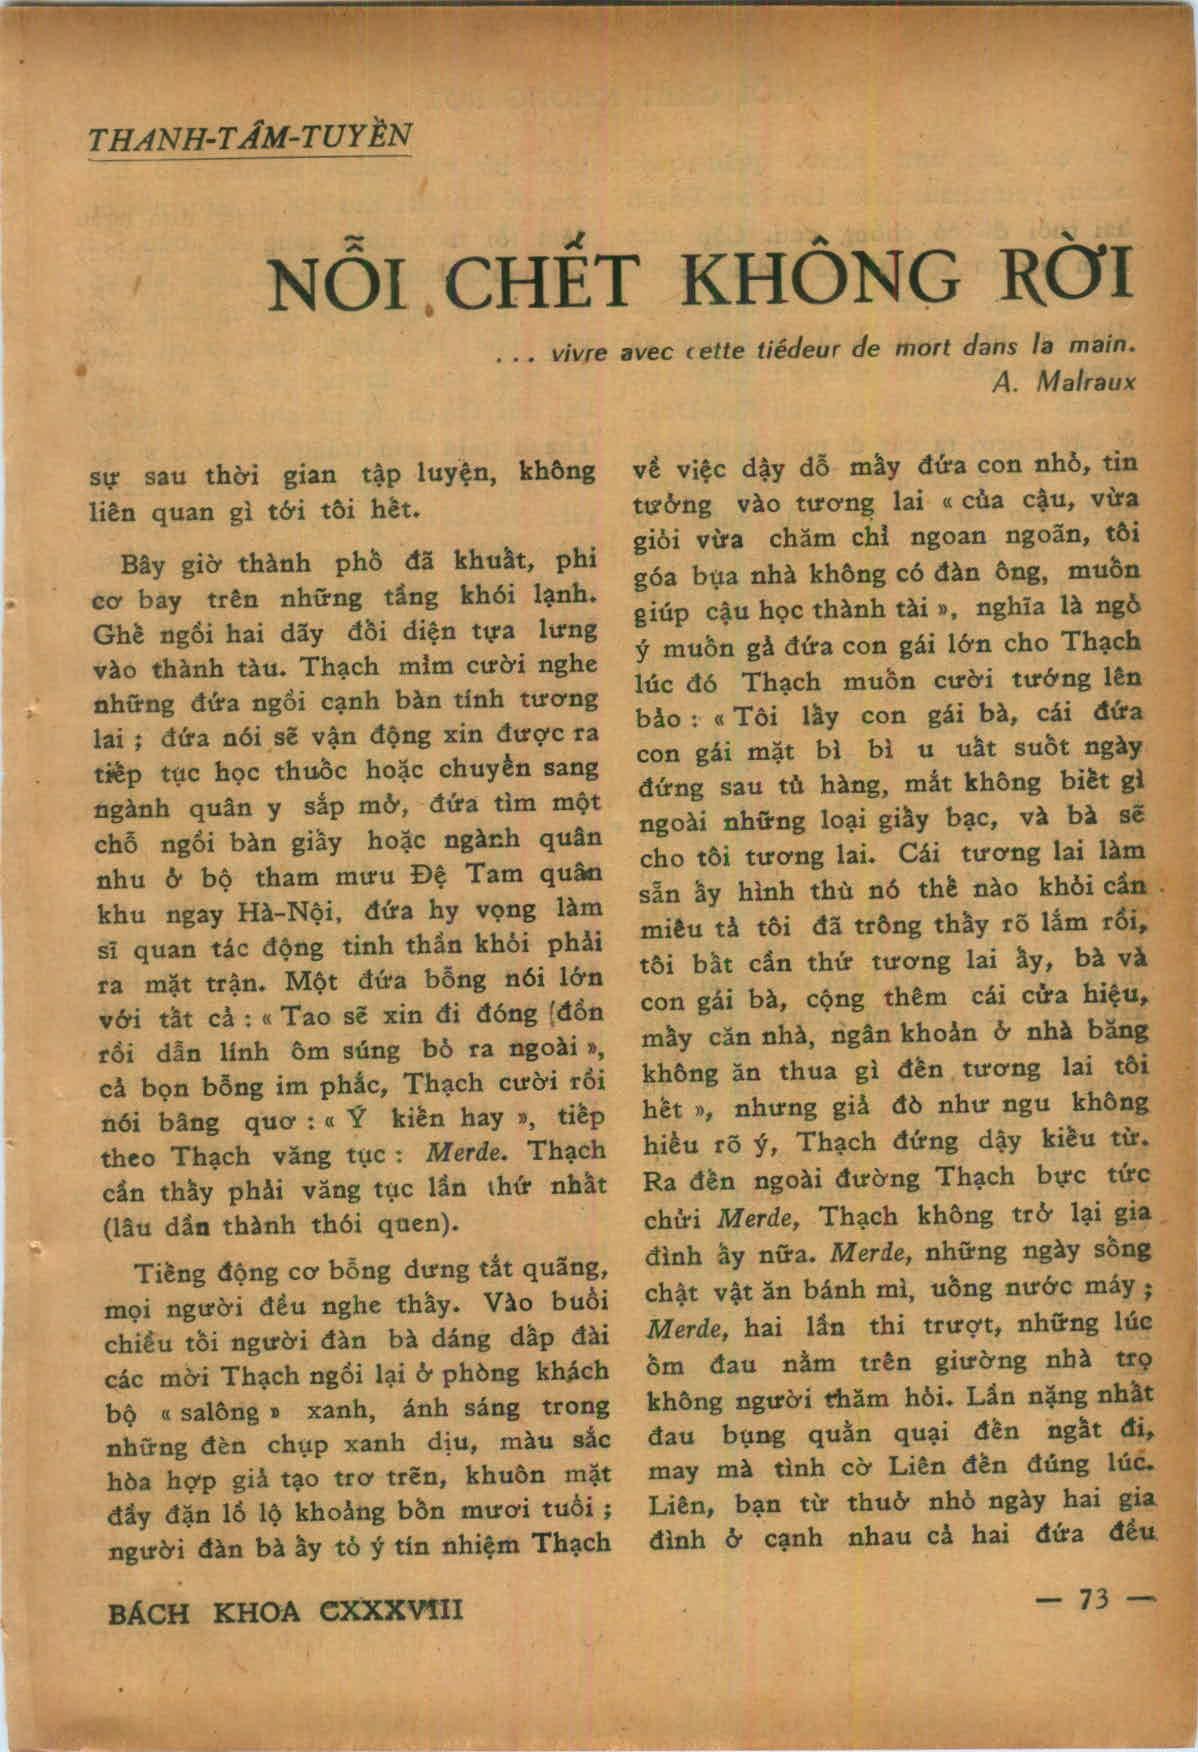 THANH-TÂM-TUYỀN
NỖI CHẾT KHÔNG RỜI
... vivre avec cette tiédeur de mort dans la main.
A. Malraux
sự sau thời gian tập luyện, không
liên quan gì tới tôi hết.
Bây giờ thành phố đã khuất, phi
cơ bay trên những tầng khói lạnh.
Ghế ngồi hai dãy đối diện tựa lưng
vào thành tàu. Thạch mỉm cười nghe
những đứa ngồi cạnh bàn tính tương
lai ; đứa nói sẽ vận động xin được ra
tiếp tục học thuốc hoặc chuyển sang
ngành quân y sắp mở, đứa tìm một
chỗ ngồi bàn giấy hoặc ngành quân
nhu ở bộ tham mưu Đệ Tam quân
khu ngay Hà-Nội, đứa hy vọng làm
sĩ quan tác động tinh thần khỏi phải
ra mặt trận. Một đứa bỗng nói lớn
với tất cả : « Tao sẽ xin đi đóng đồn
rồi dẫn lính ôm súng bỏ ra ngoài »,
cả bọn bỗng im phắc, Thạch cười rồi
nói bâng quơ : « Ý kiến hay », tiếp
theo Thạch văng tục : Merde. Thạch
cần thấy phải văng tục lần thứ nhất
(lâu dần thành thói quen).
Tiếng động cơ bỗng dưng tắt quãng,
mọi người đều nghe thấy. Vào buổi
chiều tối người đàn bà dáng dấp đài
các mời Thạch ngồi lại ở phòng khách
bộ « salông » xanh, ánh sáng trong
những đèn chụp xanh dịu, màu sắc
hòa hợp giả tạo trơ trẽn, khuôn mặt
đầy đặn lồ lộ khoảng bốn mươi tuổi ;
người đàn bà ấy tỏ ý tín nhiệm Thạch
về việc dậy dỗ mấy đứa con nhỏ, tin
tưởng vào tương lai « của cậu, vừa
giỏi vừa chăm chỉ ngoan ngoãn, tôi
góa bụa nhà không có đàn ông, muốn
giúp cậu học thành tài », nghĩa là ngỏ
ý muốn gả đứa con gái lớn cho Thạch
lúc đó Thạch muốn cười tướng lên
bảo : « Tôi lấy con gái bà, cái đứa
con gái mặt bì bì u uất suốt ngày
đứng sau tủ hàng, mắt không biết gì
ngoài những loại giấy bạc, và bà sẽ
cho tôi tương lai. Cái tương lai làm
sẵn ấy hình thù nó thế nào khỏi cần
miêu tả tôi đã trông thấy rõ lắm rồi,
tôi bất cần thứ tương lai ấy, bà và
con gái bà, cộng thêm cái cửa hiệu,
mấy căn nhà, ngân khoản ở nhà băng
không ăn thua gì đến tương lai tôi
hết », nhưng giả đò như ngu không
hiểu rõ ý, Thạch đứng dậy kiếu từ.
Ra đến ngoài đường Thạch bực tức
chửi Merde, Thạch không trở lại gia
đình ấy nữa. Merde, những ngày sống
chật vật ăn bánh mì, uống nước máy ;
Merde, hai lần thi trượt, những lúc
ốm đau nằm trên giường nhà trọ
không người thăm hỏi. Lần nặng nhất
đau bụng quằn quại đến ngất đi,
may mà tình cờ Liên đến đúng lúc.
Liên, bạn từ thuở nhỏ ngày hai gia
đình ở cạnh nhau cả hai đứa đều
BÁCH KHOA CXXXVIII
— 73 —